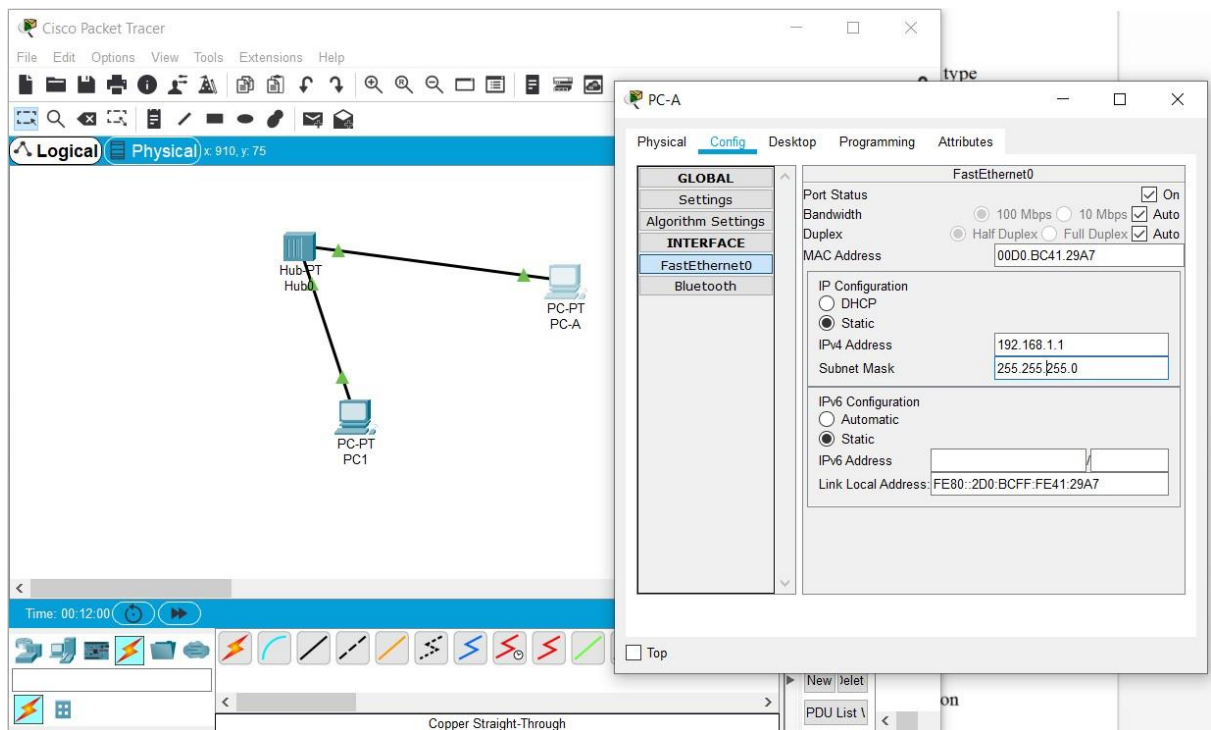 Cisco Packet Tracer
File Edit Options View Tools Extensions Help
type
Logical Physical x: 910, y: 75
Hub-PT
Hub0
PC-PT
PC-A
PC-PT
PC1
Time: 00:12:00
Copper Straight-Through
PC-A
Physical Config Desktop Programming Attributes
GLOBAL
Settings
Algorithm Settings
INTERFACE
FastEthernet0
Bluetooth
FastEthernet0
Port Status On
Bandwidth 100 Mbps 10 Mbps Auto
Duplex Half Duplex Full Duplex Auto
MAC Address 00D0.BC41.29A7
IP Configuration
DHCP
Static
IPv4 Address 192.168.1.1
Subnet Mask 255.255.255.0
IPv6 Configuration
Automatic
Static
IPv6 Address /
Link Local Address: FE80::2D0:BCFF:FE41:29A7
Top
New
PDU List
on